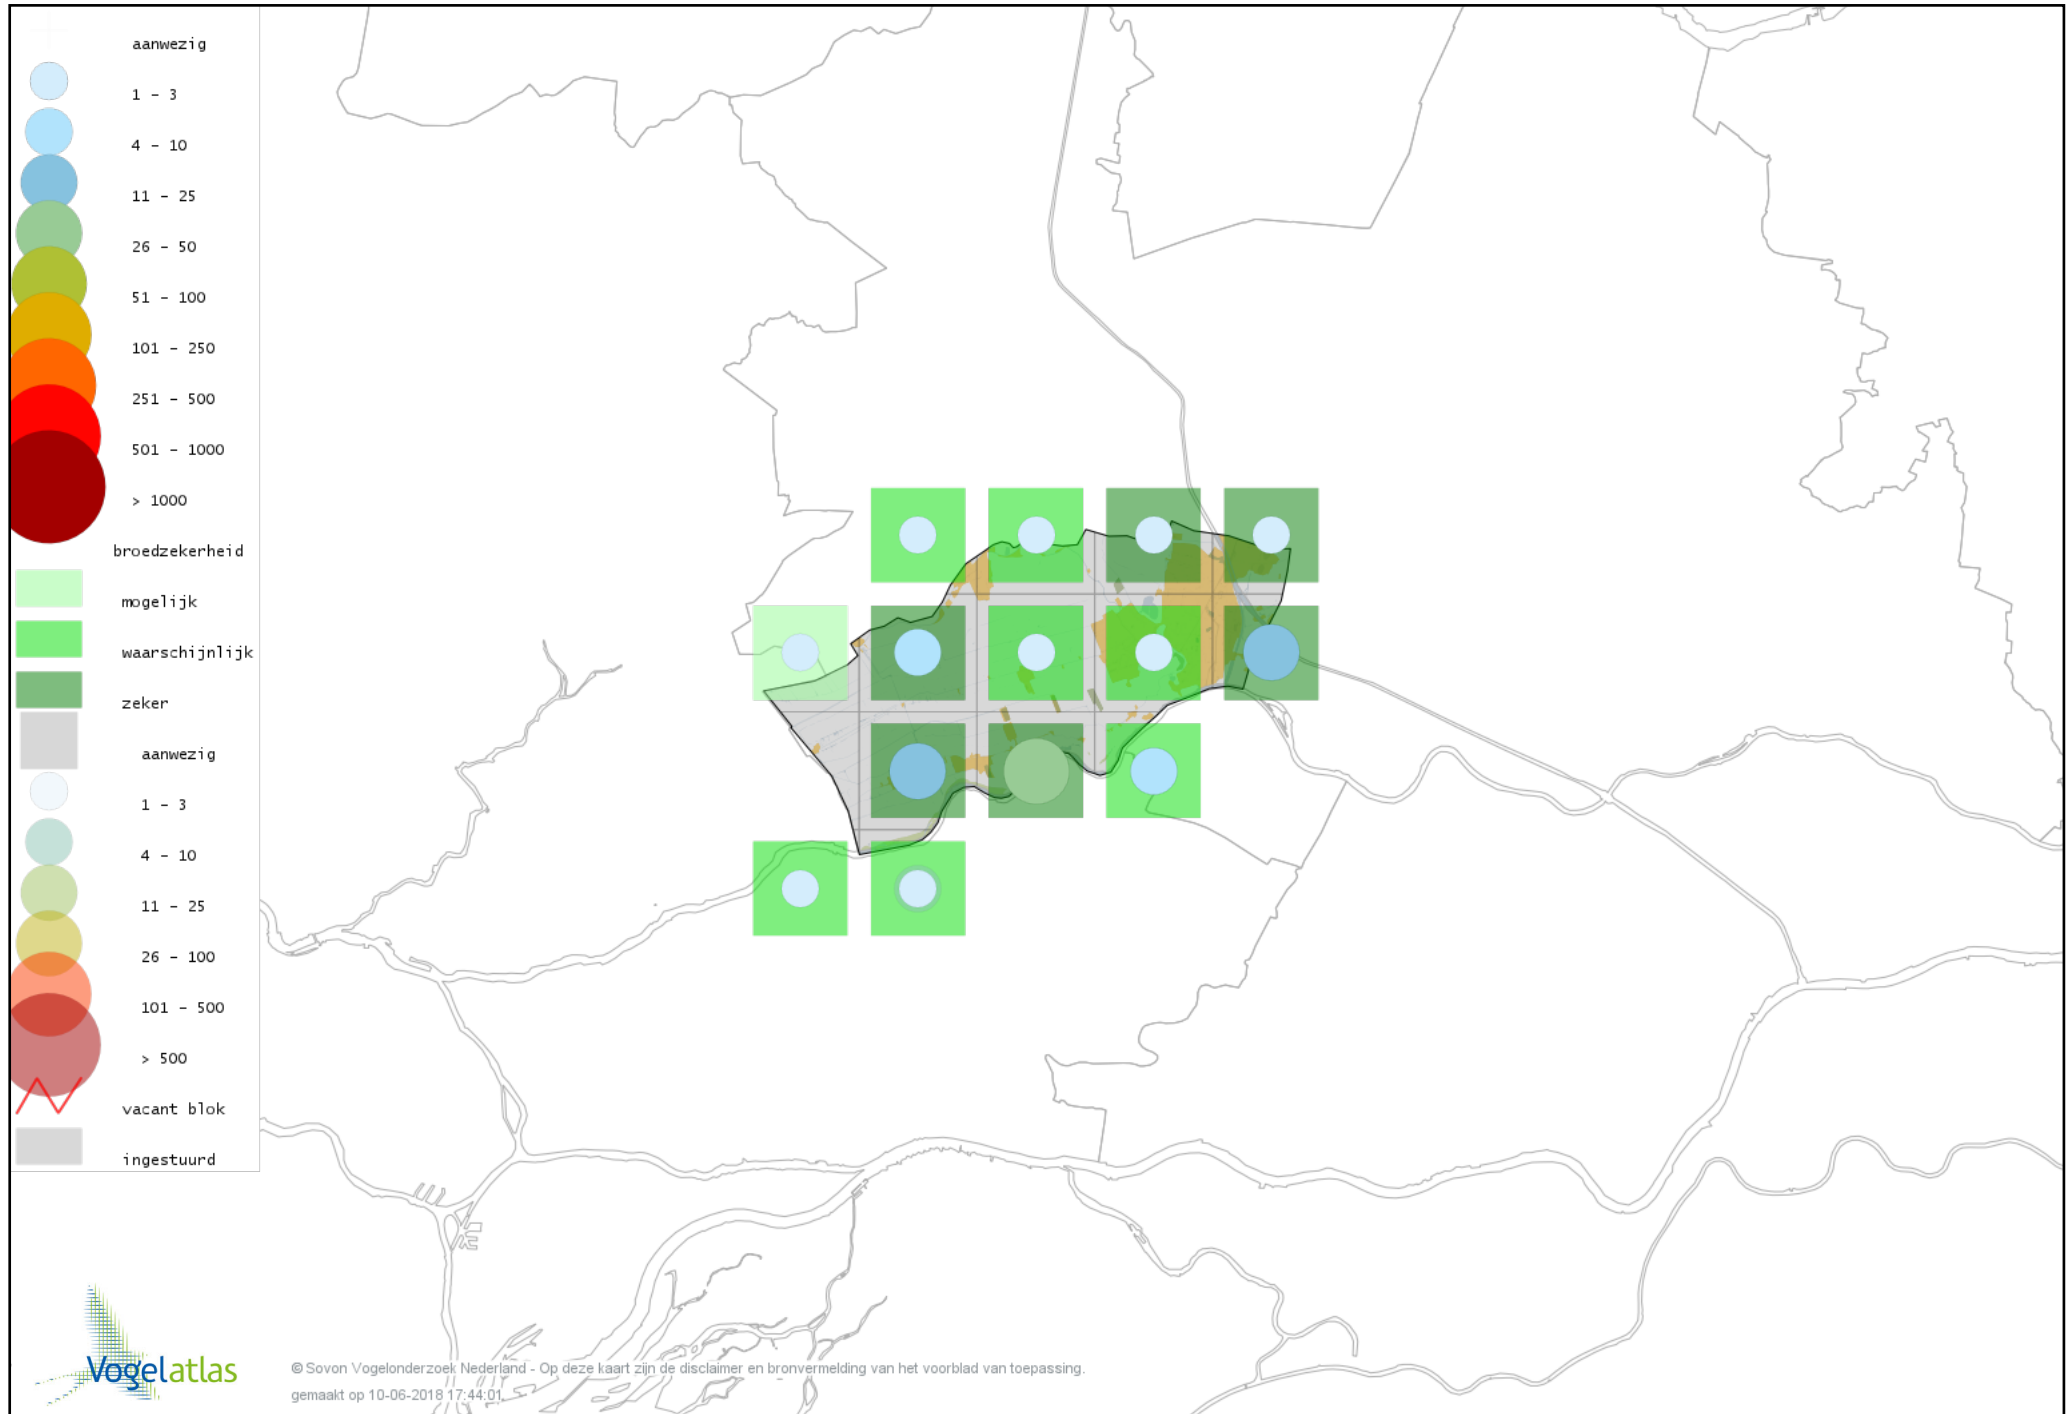 aanwezig
1 - 3
4 - 10
11 - 25
26 - 50
51 - 100
101 - 250
251 - 500
501 - 1000
> 1000
broedzekerheid
mogelijk
waarschijnlijk
zeker
aanwezig
1 - 3
4 - 10
11 - 25
26 - 100
101 - 500
> 500
vacant blok
ingestuurd
Vogelatlas
© Sovon Vogelonderzoek Nederland - Op deze kaart zijn de disclaimer en bronvermelding van het voorblad van toepassing.
gemaakt op 10-06-2018 17:44:01